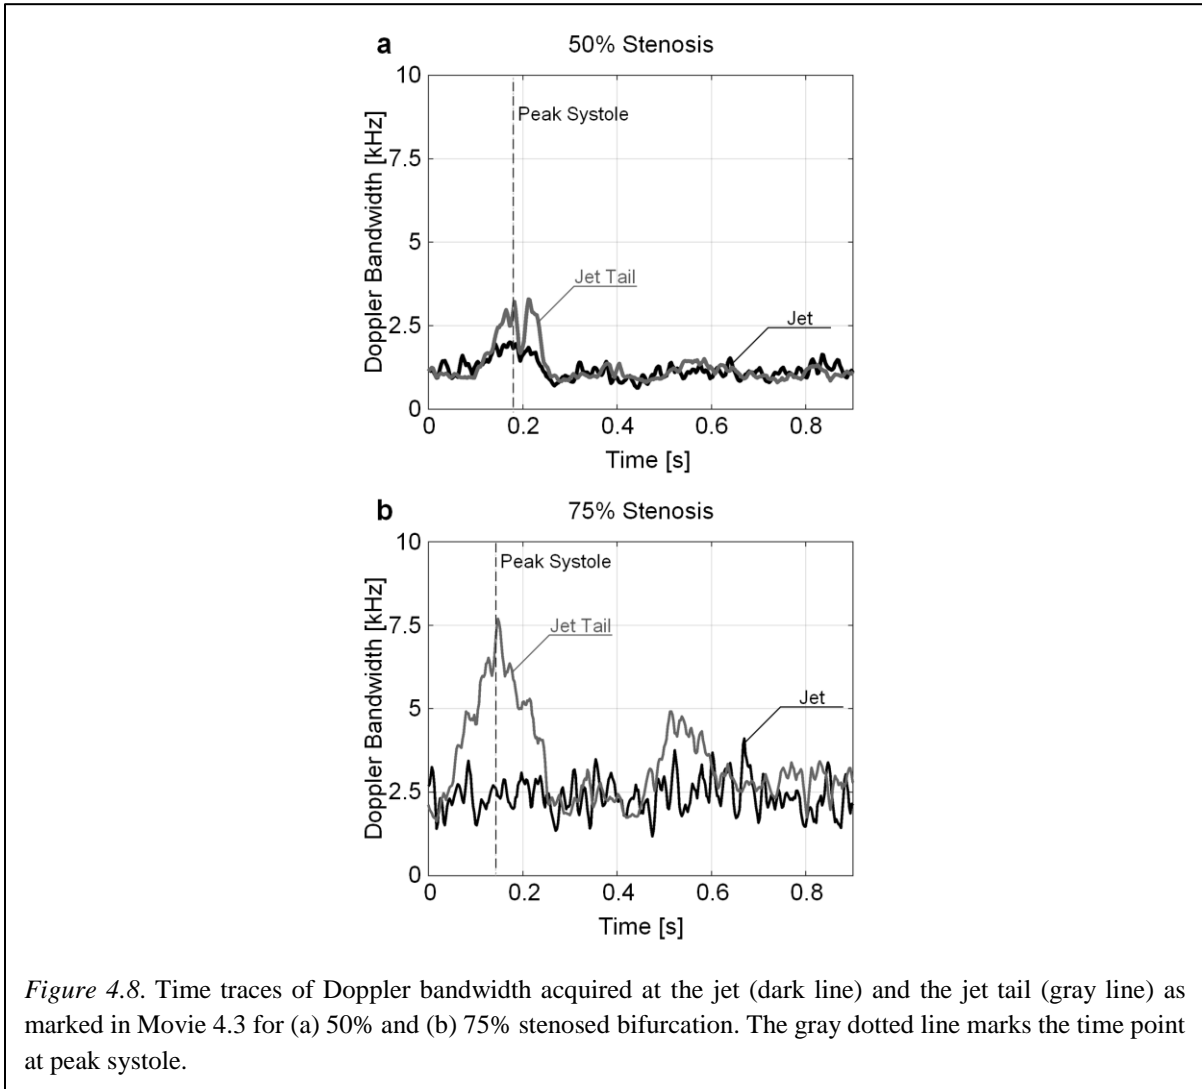 a
50% Stenosis
10
7.5
5
2.5
0
Doppler Bandwidth [kHz]
Peak Systole
Jet Tail
Jet
0 0.2 0.4 0.6 0.8
Time [s]
b
75% Stenosis
10
7.5
5
2.5
0
Doppler Bandwidth [kHz]
Peak Systole
Jet Tail
Jet
0 0.2 0.4 0.6 0.8
Time [s]
Figure 4.8. Time traces of Doppler bandwidth acquired at the jet (dark line) and the jet tail (gray line) as
marked in Movie 4.3 for (a) 50% and (b) 75% stenosed bifurcation. The gray dotted line marks the time point
at peak systole.